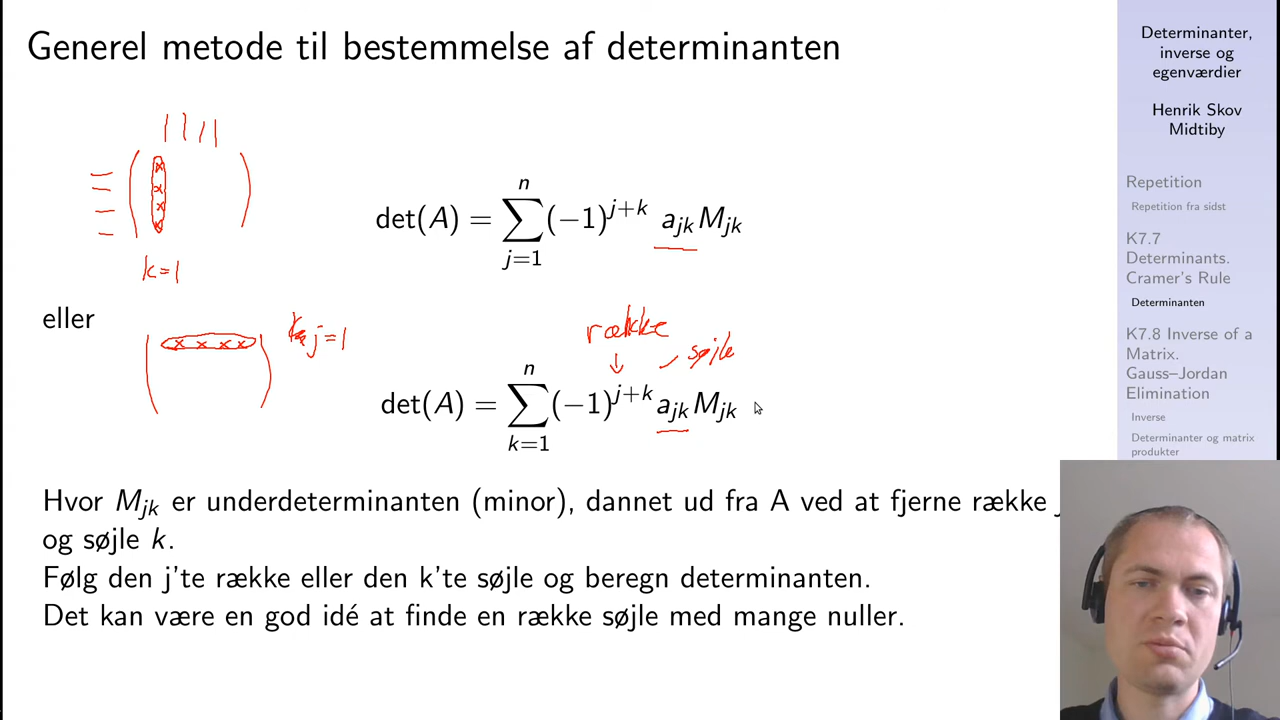 Generel metode til bestemmelse af determinanten
k=1
det(A) = ∑_{j=1}^{n} (−1)^{j+k} a_{jk} M_{jk}
eller
j=1
række
søjle
det(A) = ∑_{k=1}^{n} (−1)^{j+k} a_{jk} M_{jk}
Hvor M_{jk} er underdeterminanten (minor), dannet ud fra A ved at fjerne række j
og søjle k.
Følg den j'te række eller den k'te søjle og beregn determinanten.
Det kan være en god idé at finde en række søjle med mange nuller.
Determinanter,
inverse og
egenværdier
Henrik Skov
Midtiby
Repetition
Repetition fra sidst
K7.7
Determinants.
Cramer's Rule
Determinanten
K7.8 Inverse of a
Matrix.
Gauss–Jordan
Elimination
Inverse
Determinanter og matrix
produkter